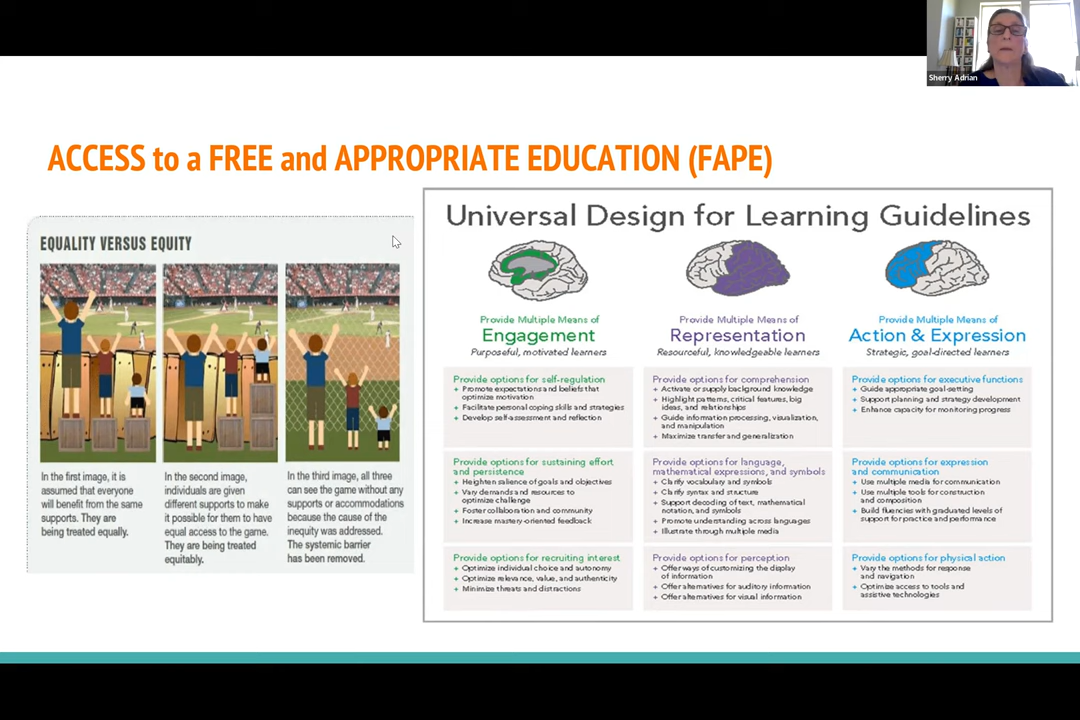 Sherry Adrian
ACCESS to a FREE and APPROPRIATE EDUCATION (FAPE)
EQUALITY VERSUS EQUITY
In the first image, it is
assumed that everyone
will benefit from the same
supports. They are
being treated equally.
In the second image,
individuals are given
different supports to make
it possible for them to have
equal access to the game.
They are being treated
equitably.
In the third image, all three
can see the game without any
supports or accommodations
because the cause of the
inequity was addressed.
The systemic barrier
has been removed.
Universal Design for Learning Guidelines
Provide Multiple Means of
Engagement
Purposeful, motivated learners
Provide options for self-regulation
+ Promote expectations and beliefs that
optimize motivation
+ Facilitate personal coping skills and strategies
+ Develop self-assessment and reflection
Provide options for sustaining effort
and persistence
+ Heighten salience of goals and objectives
+ Vary demands and resources to
optimize challenge
+ Foster collaboration and community
+ Increase mastery-oriented feedback
Provide options for recruiting interest
+ Optimize individual choice and autonomy
+ Optimize relevance, value, and authenticity
+ Minimize threats and distractions
Provide Multiple Means of
Representation
Resourceful, knowledgeable learners
Provide options for comprehension
+ Activate or supply background knowledge
+ Highlight patterns, critical features, big
ideas, and relationships
+ Guide information processing, visualization,
and manipulation
+ Maximize transfer and generalization
Provide options for language,
mathematical expressions, and symbols
+ Clarify vocabulary and symbols
+ Clarify syntax and structure
+ Support decoding of text, mathematical
notation, and symbols
+ Promote understanding across languages
+ Illustrate through multiple media
Provide options for perception
+ Offer ways of customizing the display
of information
+ Offer alternatives for auditory information
+ Offer alternatives for visual information
Provide Multiple Means of
Action & Expression
Strategic, goal-directed learners
Provide options for executive functions
+ Guide appropriate goal-setting
+ Support planning and strategy development
+ Enhance capacity for monitoring progress
Provide options for expression
and communication
+ Use multiple media for communication
+ Use multiple tools for construction
and composition
+ Build fluencies with graduated levels of
support for practice and performance
Provide options for physical action
+ Vary the methods for response
and navigation
+ Optimize access to tools and
assistive technologies